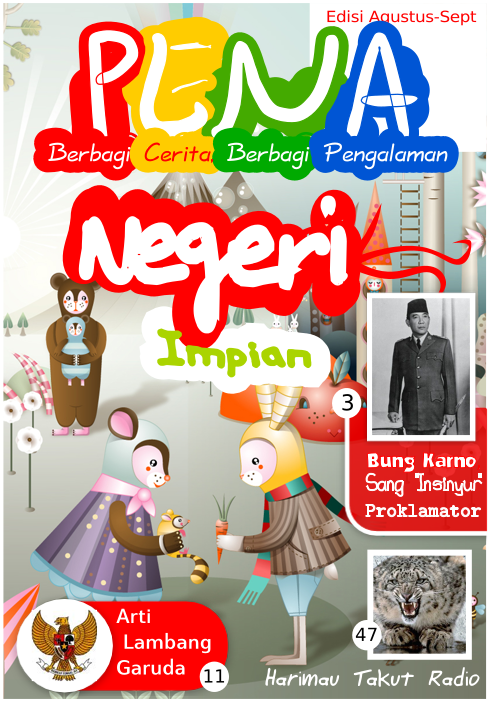 Edisi Agustus-Sept
PENA
Berbagi Cerita Berbagi Pengalaman
Negeri
Impian
3
Bung Karno
Sang "Insinyur"
Proklamator
47
Harimau Takut Radio
Arti
Lambang
Garuda
11